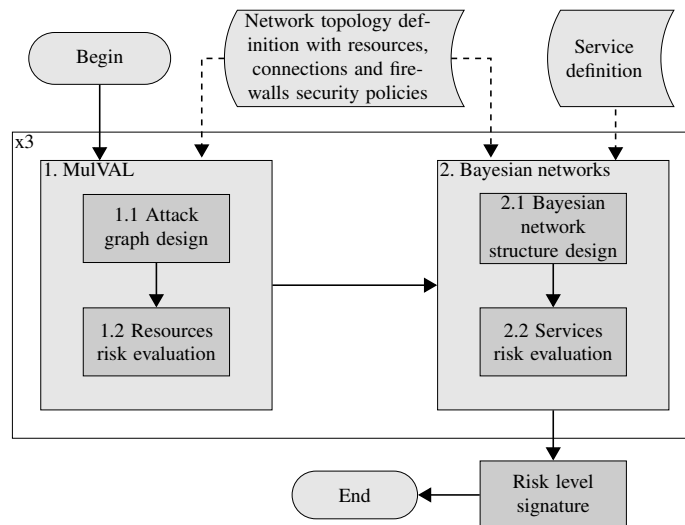 Begin
Network topology de-
finition with resources,
connections and fire-
walls security policies
Service
definition
x3
1. MulVAL
1.1 Attack
graph design
1.2 Resources
risk evaluation
2. Bayesian networks
2.1 Bayesian
network
structure design
2.2 Services
risk evaluation
Risk level
signature
End